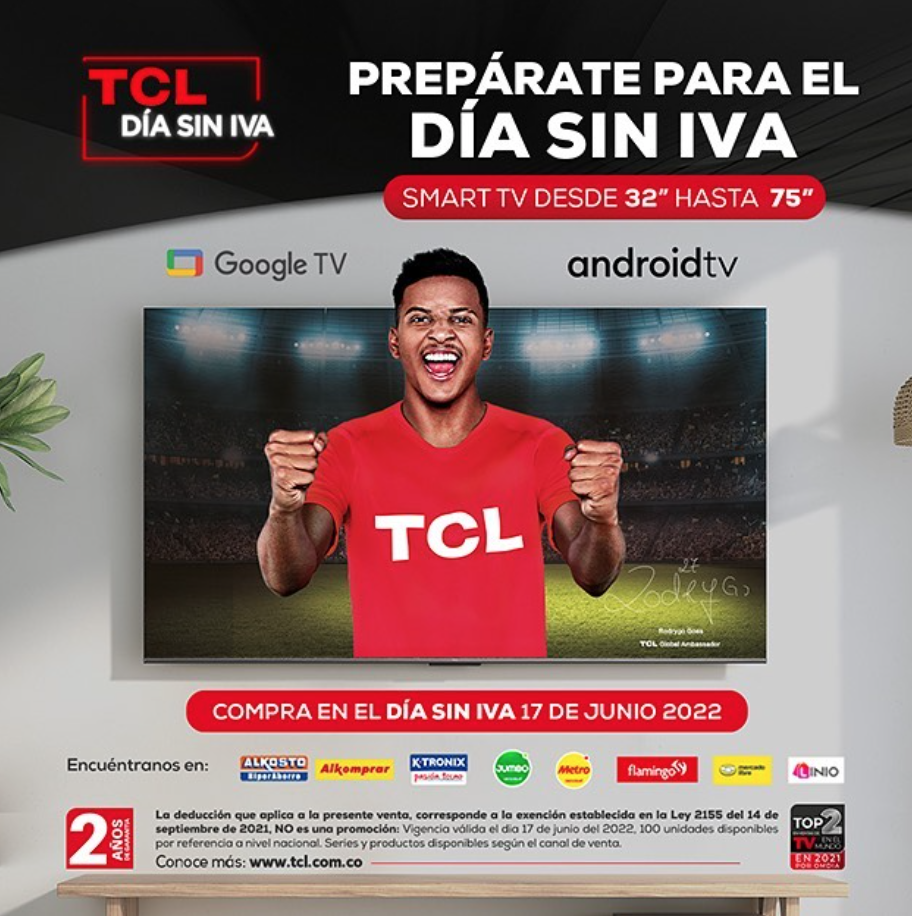 TCL
DÍA SIN IVA
PREPÁRATE PARA EL
DÍA SIN IVA
SMART TV DESDE 32” HASTA 75”
Google TV
androidtv
TCL
27
Rodrygo Goes
TCL Global Ambassador
COMPRA EN EL DÍA SIN IVA 17 DE JUNIO 2022
Encuéntranos en:
ALKOSTO
HiperAhorro
Alkomprar
K·TRONIX
pasión tecno
JUMBO
Metro
flamingo
mercado
libre
LINIO
2 AÑOS
DE GARANTÍA
La deducción que aplica a la presente venta, corresponde a la exención establecida en la Ley 2155 del 14 de
septiembre de 2021, NO es una promoción: Vigencia válida el dia 17 de junio del 2022, 100 unidades disponibles
por referencia a nivel nacional. Series y productos disponibles según el canal de venta.
Conoce más: www.tcl.com.co
TOP 2
TV EN EL
MUNDO
EN 2021
POR OMDIA